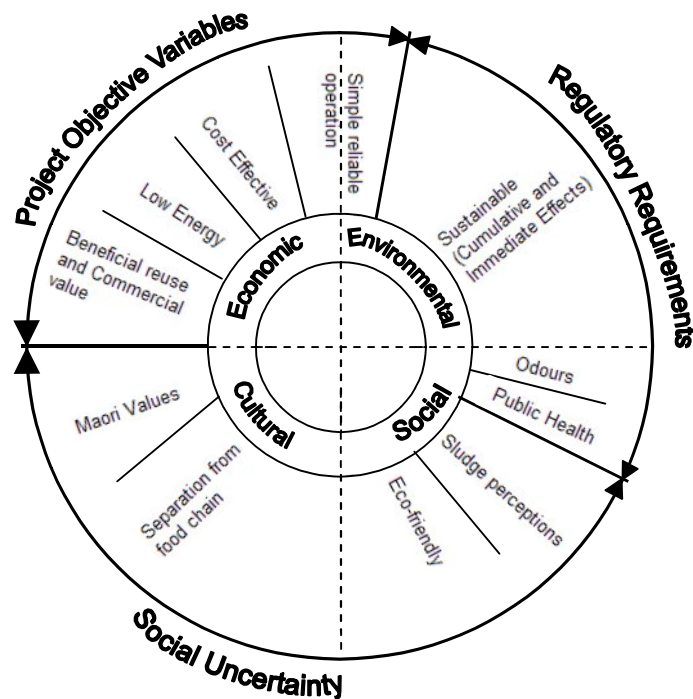 Project Objective Variables
Regulatory Requirements
Social Uncertainty
Economic
Environmental
Social
Cultural
Beneficial reuse
and Commercial
value
Low Energy
Cost Effective
Simple reliable
operation
Sustainable
(Cumulative and
Immediate Effects)
Odours
Public Health
Sludge perceptions
Eco-friendly
Separation from
food chain
Maori Values